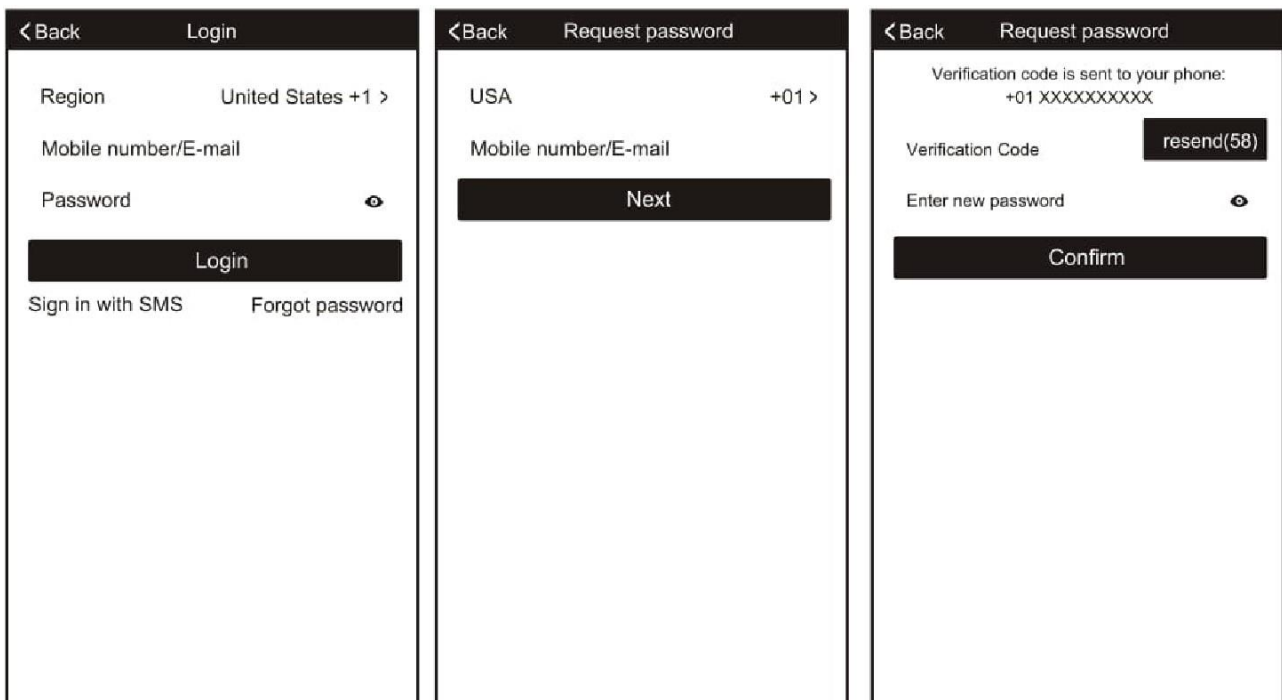 Back Login
Region United States +1 >
Mobile number/E-mail
Password
Login
Sign in with SMS Forgot password
Back Request password
USA +01 >
Mobile number/E-mail
Next
Back Request password
Verification code is sent to your phone:
+01 XXXXXXXXXX
Verification Code resend(58)
Enter new password
Confirm